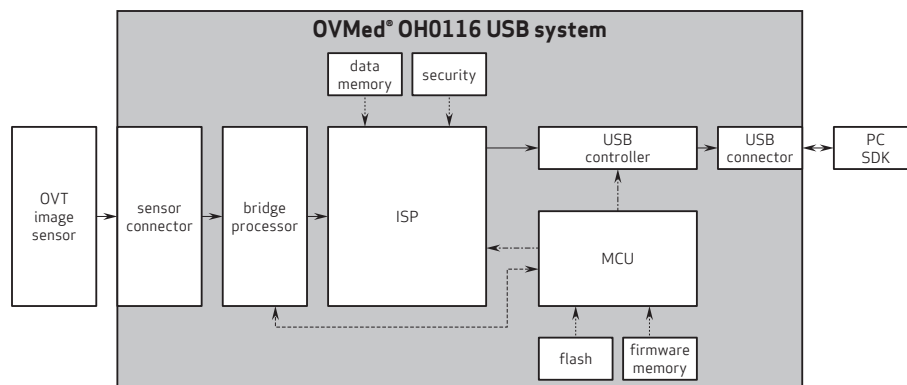 OVMed® OH0116 USB system
data
memory
security
OVT
image
sensor
sensor
connector
bridge
processor
ISP
USB
controller
USB
connector
PC
SDK
MCU
flash
firmware
memory